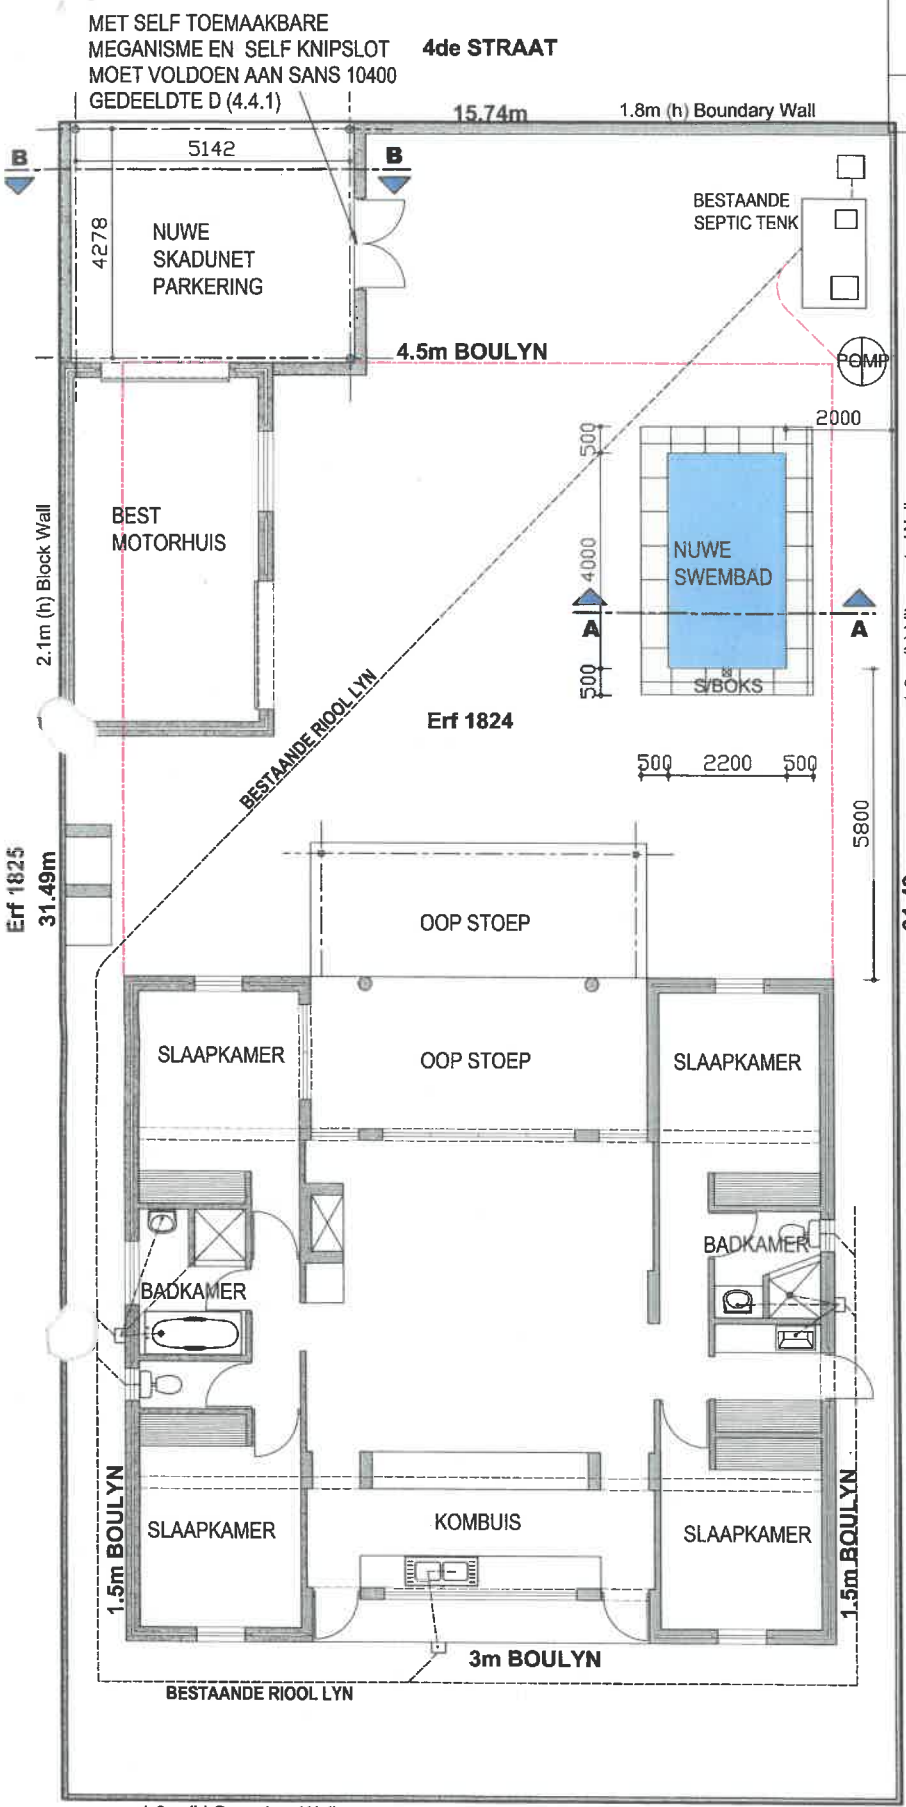 MET SELF TOEMAAKBARE
MEGANISME EN SELF KNIPSLOT
MOET VOLDOEN AAN SANS 10400
GEDEELDTE D (4.4.1)
4de STRAAT
15.74m
1.8m (h) Boundary Wall
B
5142
B
4278
NUWE
SKADUNET
PARKERING
BESTAANDE
SEPTIC TENK
4.5m BOULYN
POMP
2000
500
BEST
MOTORHUIS
2.1m (h) Block Wall
4000
NUWE
SWEMBAD
A
A
500
S/BOKS
BESTAANDE RIOOL LYN
Erf 1824
500
2200
500
5800
Erf 1825
31.49m
OOP STOEP
SLAAPKAMER
OOP STOEP
SLAAPKAMER
BADKAMER
BADKAMER
1.5m BOULYN
SLAAPKAMER
KOMBUIS
SLAAPKAMER
1.5m BOULYN
3m BOULYN
BESTAANDE RIOOL LYN